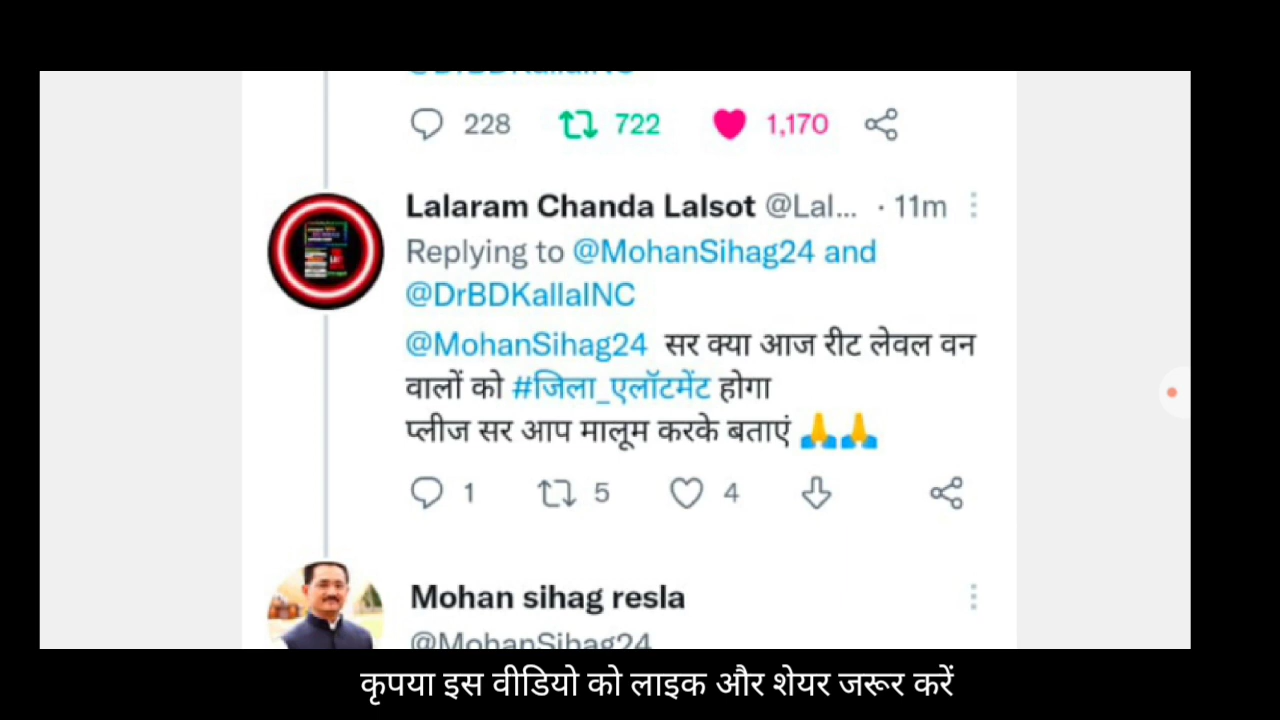 228 722 1,170
Lalaram Chanda Lalsot @Lal... · 11m
Replying to @MohanSihag24 and
@DrBDKallaINC
@MohanSihag24 सर क्या आज रीट लेवल वन
वालों को #जिला_एलॉटमेंट होगा
प्लीज सर आप मालूम करके बताएं 🙏🙏
1 5 4
Mohan sihag resla
@MohanSihag24
कृपया इस वीडियो को लाइक और शेयर जरूर करें